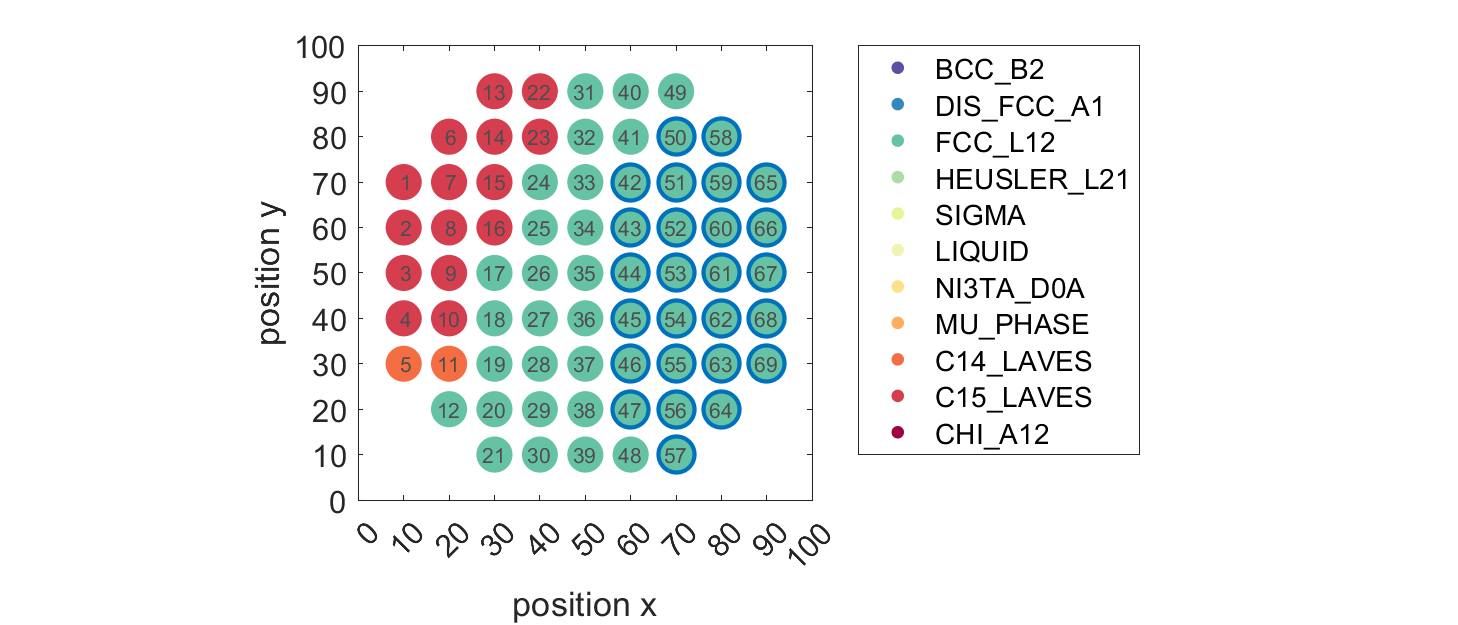 100
90 13 22 31 40 49
80 6 14 23 32 41 50 58
70 1 7 15 24 33 42 51 59 65
60 2 8 16 25 34 43 52 60 66
50 3 9 17 26 35 44 53 61 67
40 4 10 18 27 36 45 54 62 68
30 5 11 19 28 37 46 55 63 69
20 12 20 29 38 47 56 64
10 21 30 39 48 57
0
0 10 20 30 40 50 60 70 80 90 100
position x
position y
BCC_B2
DIS_FCC_A1
FCC_L12
HEUSLER_L21
SIGMA
LIQUID
NI3TA_D0A
MU_PHASE
C14_LAVES
C15_LAVES
CHI_A12